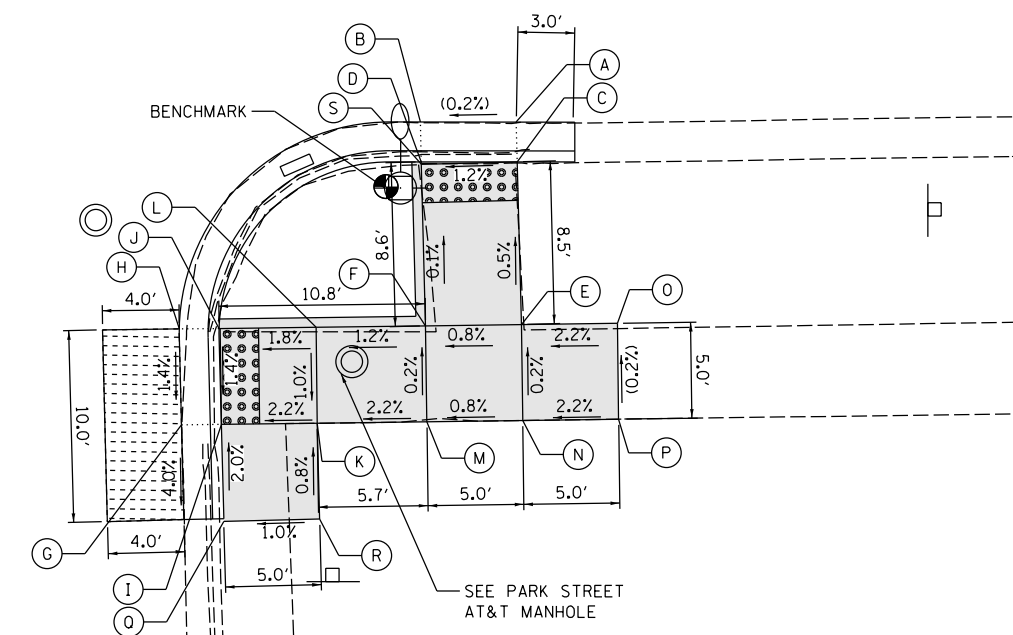 3.0'
B
A
D
C
S
(0.2%)
BENCHMARK
1.2%
L
J
8.6'
0.1%
0.5%
8.5'
H
F
E
O
4.0'
10.8'
1.8%
1.2%
0.8%
2.2%
1.4%
1.4%
1.0%
0.2%
0.2%
(0.2%)
5.0'
10.0'
2.2%
2.2%
0.8%
2.2%
4.0%
2.0%
0.8%
K
M
N
P
5.7'
5.0'
5.0'
1.0%
G
4.0'
R
I
5.0'
Q
SEE PARK STREET
AT&T MANHOLE